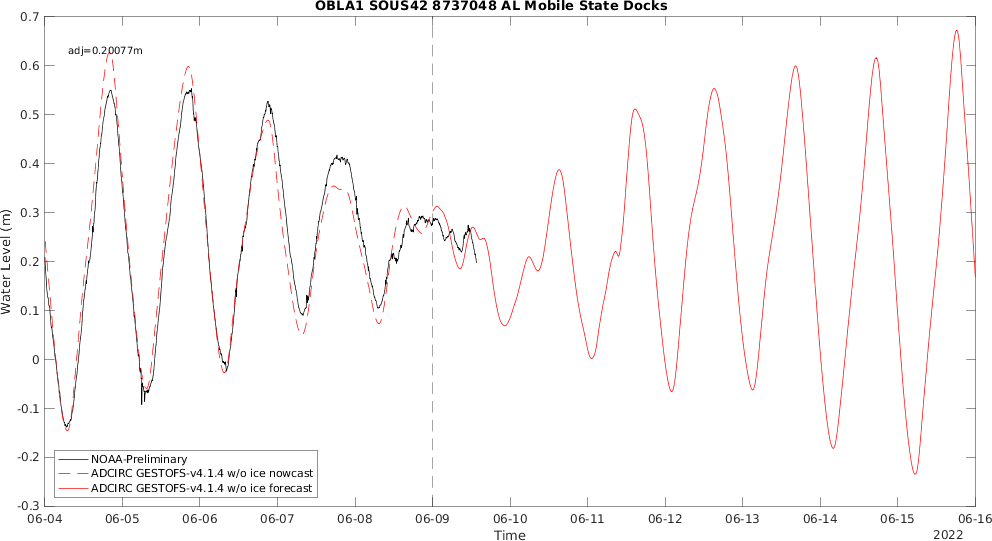 OBLA1 SOUS42 8737048 AL Mobile State Docks
adj=0.20077m
0.7
0.6
0.5
0.4
0.3
0.2
0.1
0
-0.1
-0.2
-0.3
Water Level (m)
NOAA-Preliminary
ADCIRC GESTOFS-v4.1.4 w/o ice nowcast
ADCIRC GESTOFS-v4.1.4 w/o ice forecast
06-04 06-05 06-06 06-07 06-08 06-09 06-10 06-11 06-12 06-13 06-14 06-15 06-16
Time
2022